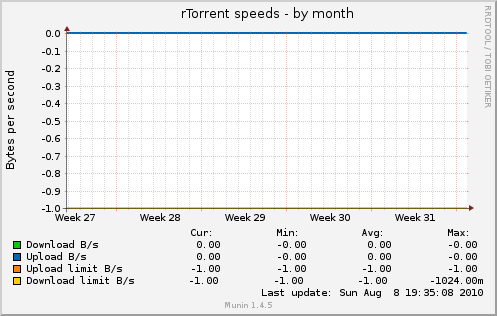 rTorrent speeds - by month
RRDTOOL / TOBI OETIKER
Bytes per second
0.0
-0.1
-0.2
-0.3
-0.4
-0.5
-0.6
-0.7
-0.8
-0.9
-1.0
Week 27 Week 28 Week 29 Week 30 Week 31
Cur: Min: Avg: Max:
Download B/s 0.00 -0.00 0.00 -0.00
Upload B/s 0.00 -0.00 0.00 -0.00
Upload limit B/s -1.00 -1.00 -1.00 -1.00
Download limit B/s -1.00 -1.00 -1.00 -1024.00m
Last update: Sun Aug 8 19:35:08 2010
Munin 1.4.5